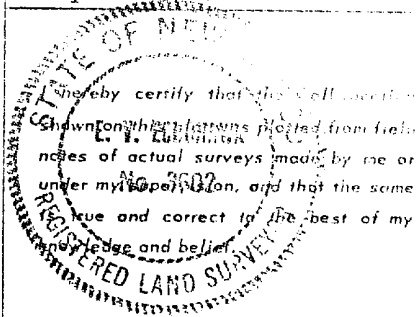 STATE OF NEW
hereby certify that the well location
shown on this plat was plotted from field
notes of actual surveys made by me or
under my supervision, and that the same
true and correct to the best of my
knowledge and belief.
No. 3602
REGISTERED LAND SURVEYOR